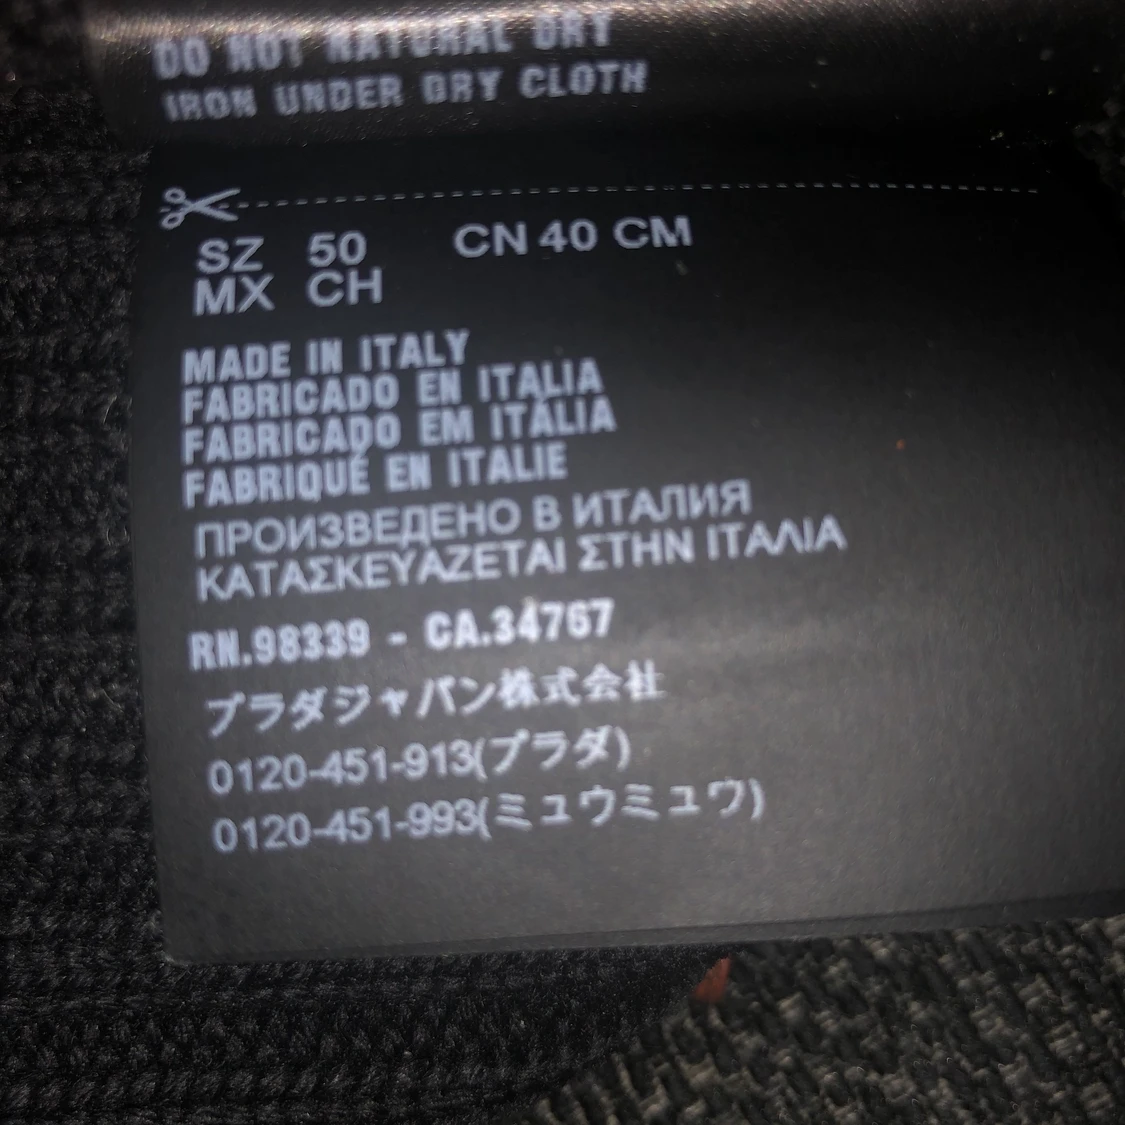 DO NOT NATURAL DRY
IRON UNDER DRY CLOTH
SZ 50 CN 40 CM
MX CH
MADE IN ITALY
FABRICADO EN ITALIA
FABRICADO EM ITÁLIA
FABRIQUÉ EN ITALIE
ПРОИЗВЕДЕНО В ИТАЛИЯ
ΚΑΤΑΣΚΕΥΑΖΕΤΑΙ ΣΤΗΝ ΙΤΑΛΙΑ
RN.98339 - CA.34767
プラダジャパン株式会社
0120-451-913(プラダ)
0120-451-993(ミュウミュウ)